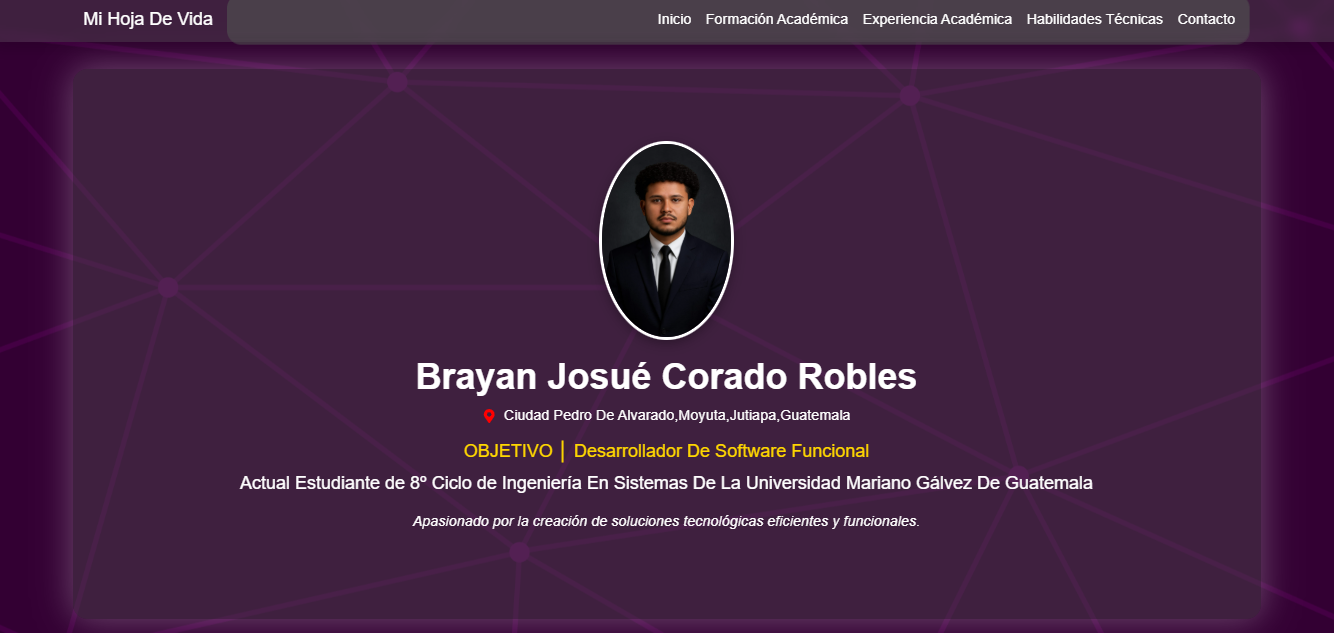 Mi Hoja De Vida
Inicio Formación Académica Experiencia Académica Habilidades Técnicas Contacto
Brayan Josué Corado Robles
Ciudad Pedro De Alvarado,Moyuta,Jutiapa,Guatemala
OBJETIVO | Desarrollador De Software Funcional
Actual Estudiante de 8º Ciclo de Ingeniería En Sistemas De La Universidad Mariano Gálvez De Guatemala
Apasionado por la creación de soluciones tecnológicas eficientes y funcionales.